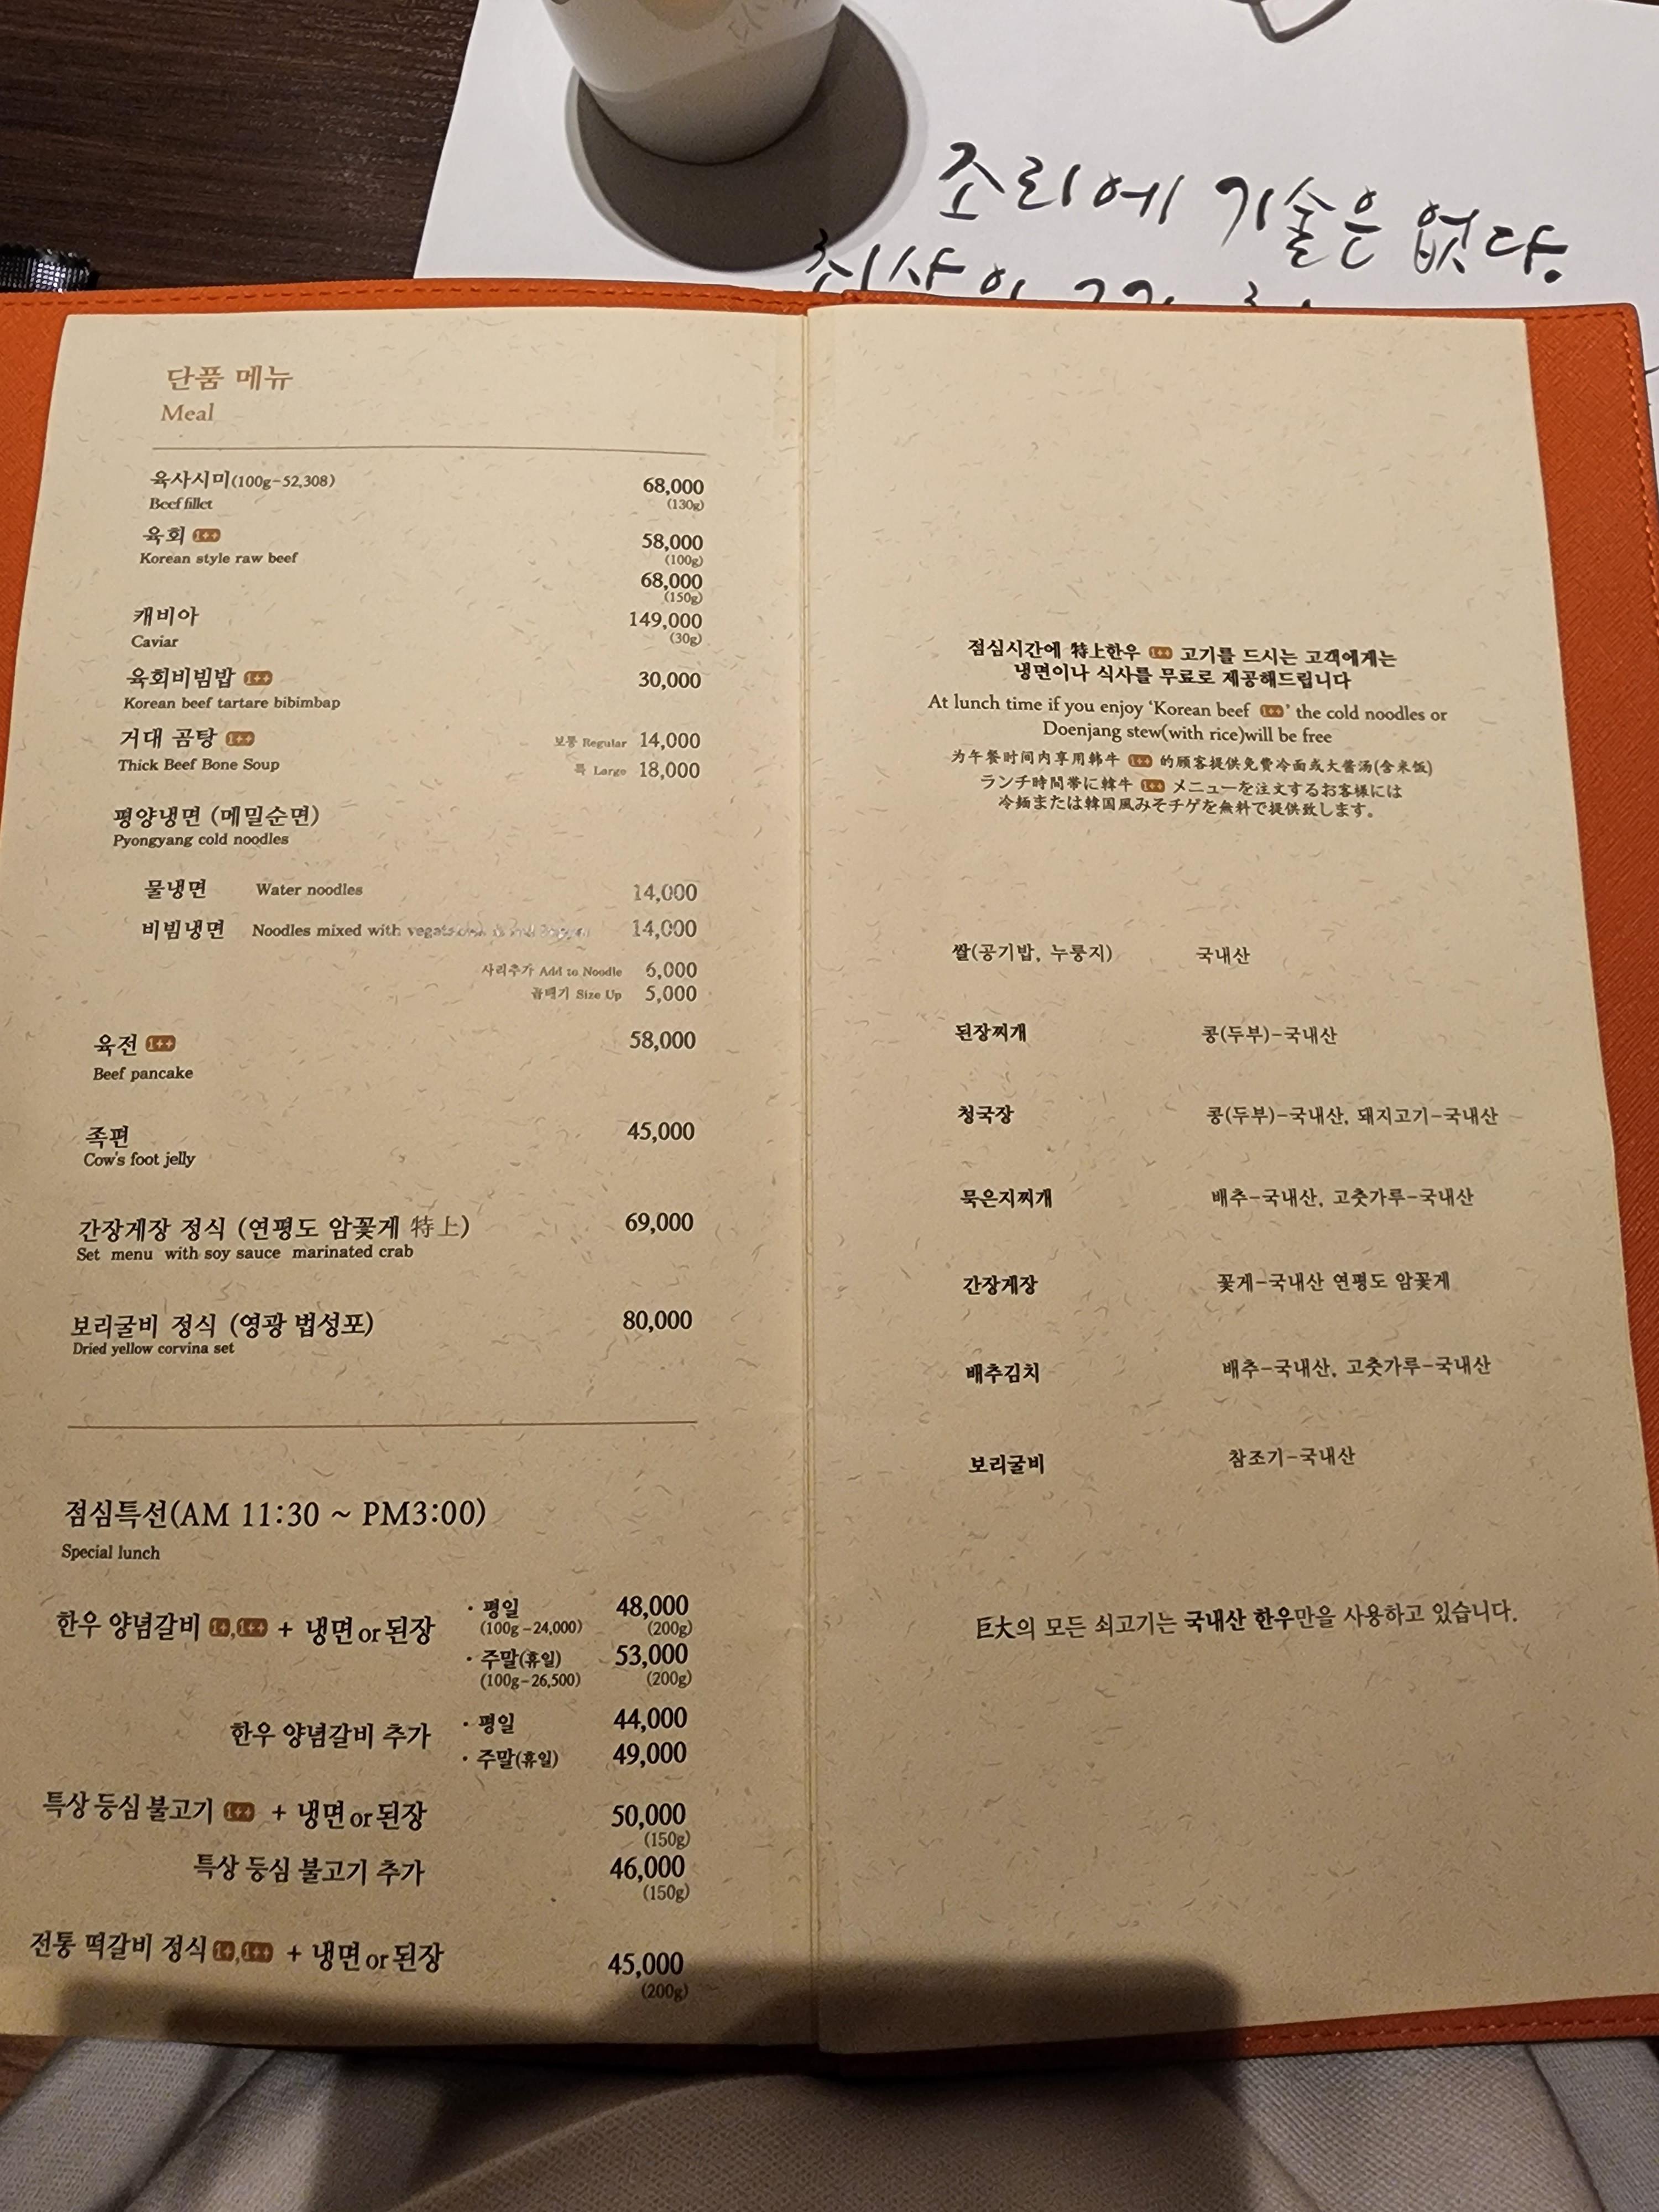 조리에 기술은 없다.
단품 메뉴
Meal
육사시미(100g-52,308) 68,000
Beef fillet (130g)
육회 1++ 58,000
Korean style raw beef (100g)
68,000
(150g)
캐비아 149,000
Caviar (30g)
육회비빔밥 1++ 30,000
Korean beef tartare bibimbap
거대 곰탕 1++ 보통 Regular 14,000
Thick Beef Bone Soup 특 Large 18,000
평양냉면 (메밀순면)
Pyongyang cold noodles
물냉면 Water noodles 14,000
비빔냉면 Noodles mixed with 14,000
사리추가 Add to Noodle 6,000
곱빼기 Size Up 5,000
육전 1++ 58,000
Beef pancake
족편 45,000
Cow's foot jelly
간장게장 정식 (연평도 암꽃게 特上) 69,000
Set menu with soy sauce marinated crab
보리굴비 정식 (영광 법성포) 80,000
Dried yellow corvina set
점심특선(AM 11:30 ~ PM3:00)
Special lunch
한우 양념갈비 1+,1++ + 냉면or된장 · 평일 48,000
(100g-24,000) (200g)
· 주말(휴일) 53,000
(100g-26,500) (200g)
한우 양념갈비 추가 · 평일 44,000
· 주말(휴일) 49,000
특상 등심 불고기 1++ + 냉면or된장 50,000
(150g)
특상 등심 불고기 추가 46,000
(150g)
전통 떡갈비 정식 1+,1++ + 냉면or된장 45,000
(200g)
점심시간에 特上한우 1++ 고기를 드시는 고객에게는
냉면이나 식사를 무료로 제공해드립니다
At lunch time if you enjoy ‘Korean beef 1++’ the cold noodles or
Doenjang stew(with rice)will be free
为午餐时间内享用韩牛 1++ 的顾客提供免费冷面或大酱汤(含米饭)
ランチ時間帯に韓牛 1++ メニューを注文するお客様には
冷麺または韓国風みそチゲを無料で提供致します。
쌀(공기밥, 누룽지) 국내산
된장찌개 콩(두부)-국내산
청국장 콩(두부)-국내산, 돼지고기-국내산
묵은지찌개 배추-국내산, 고춧가루-국내산
간장게장 꽃게-국내산 연평도 암꽃게
배추김치 배추-국내산, 고춧가루-국내산
보리굴비 참조기-국내산
巨大의 모든 쇠고기는 국내산 한우만을 사용하고 있습니다.